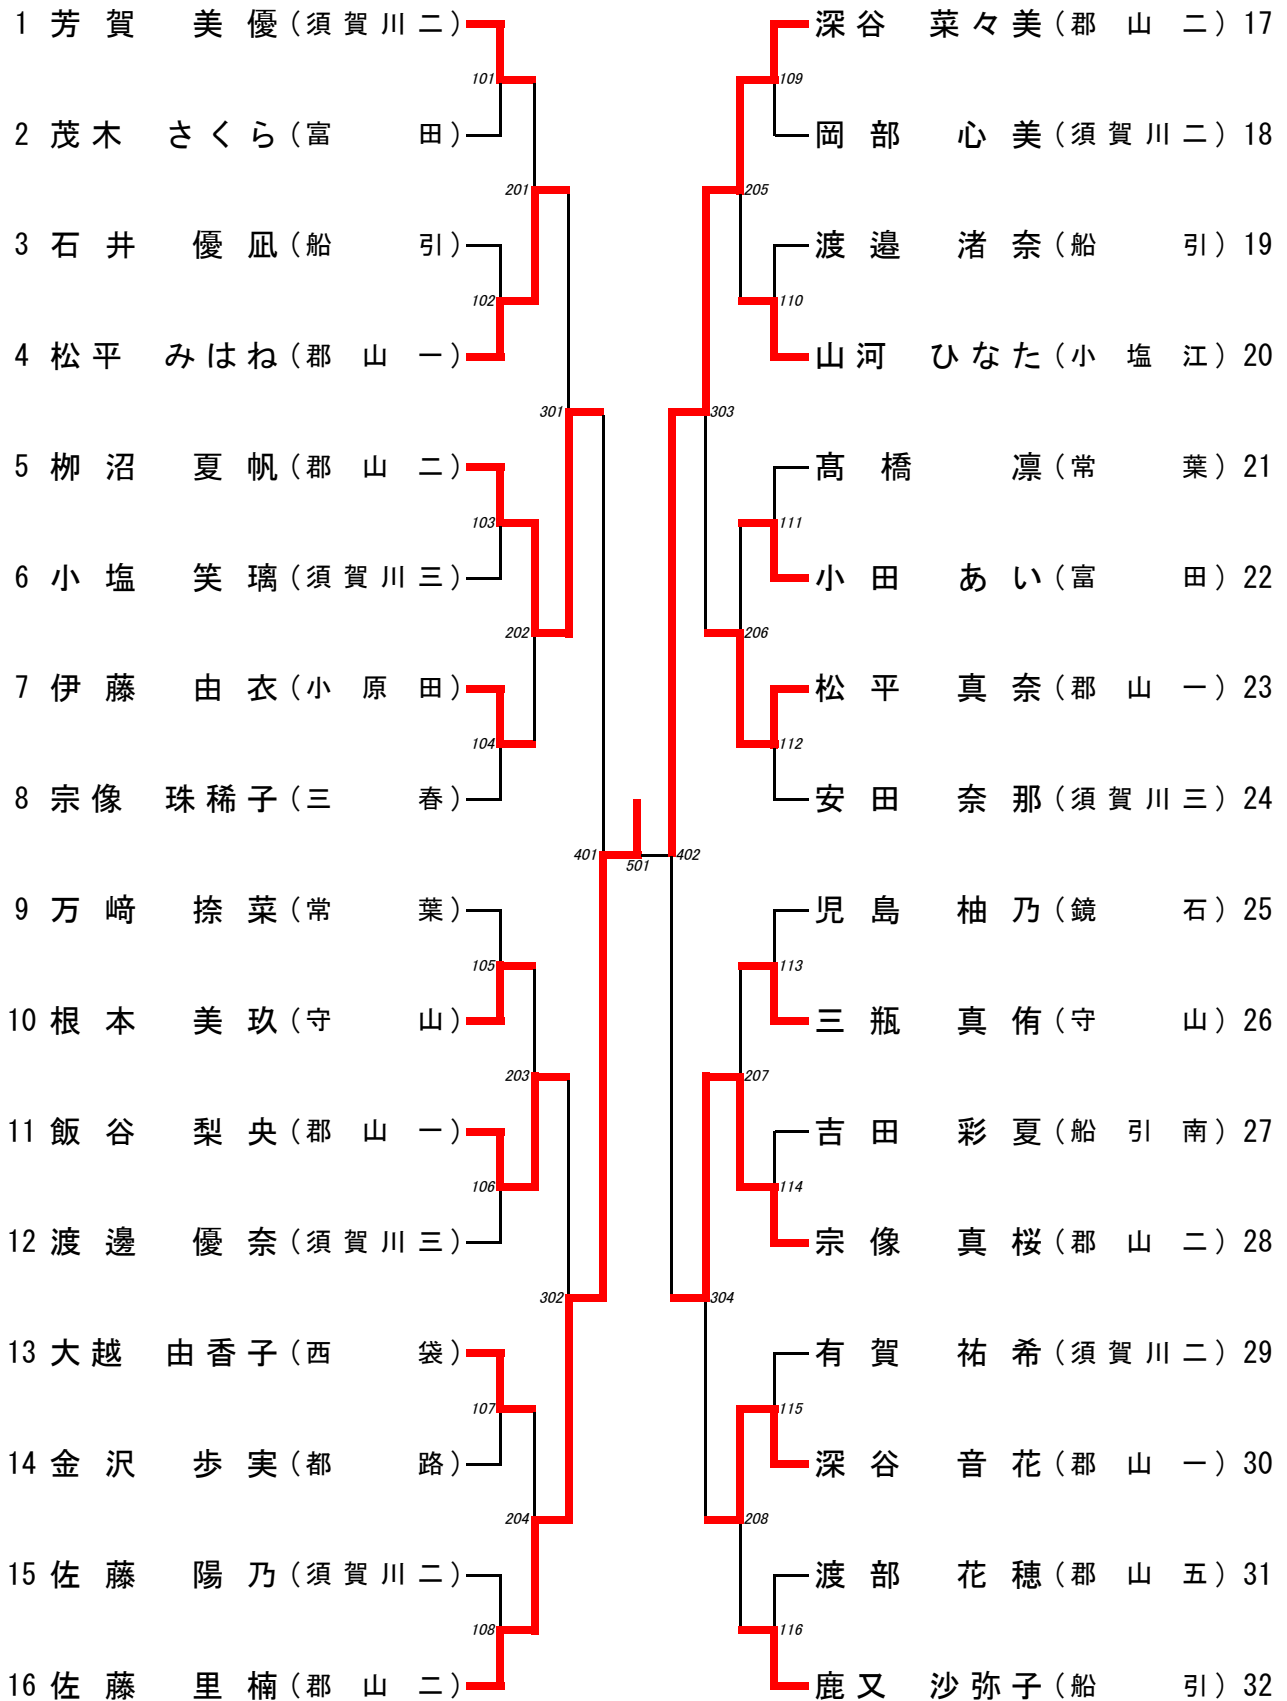 1 芳賀 美優(須賀川二)
101
2 茂木 さくら(富田)
201
3 石井 優凪(船引)
102
4 松平 みはね(郡山一)
301
5 栁沼 夏帆(郡山二)
103
6 小塩 笑璃(須賀川三)
202
7 伊藤 由衣(小原田)
104
8 宗像 珠稀子(三春)
401
9 万﨑 捺菜(常葉)
105
10 根本 美玖(守山)
203
11 飯谷 梨央(郡山一)
106
12 渡邊 優奈(須賀川三)
302
13 大越 由香子(西袋)
107
14 金沢 歩実(都路)
204
15 佐藤 陽乃(須賀川二)
108
16 佐藤 里楠(郡山二)
501
深谷 菜々美(郡山二) 17
109
岡部 心美(須賀川二) 18
205
渡邉 渚奈(船引) 19
110
山河 ひなた(小塩江) 20
303
髙橋 凛(常葉) 21
111
小田 あい(富田) 22
206
松平 真奈(郡山一) 23
112
安田 奈那(須賀川三) 24
402
児島 柚乃(鏡石) 25
113
三瓶 真侑(守山) 26
207
吉田 彩夏(船引南) 27
114
宗像 真桜(郡山二) 28
304
有賀 祐希(須賀川二) 29
115
深谷 音花(郡山一) 30
208
渡部 花穂(郡山五) 31
116
鹿又 沙弥子(船引) 32